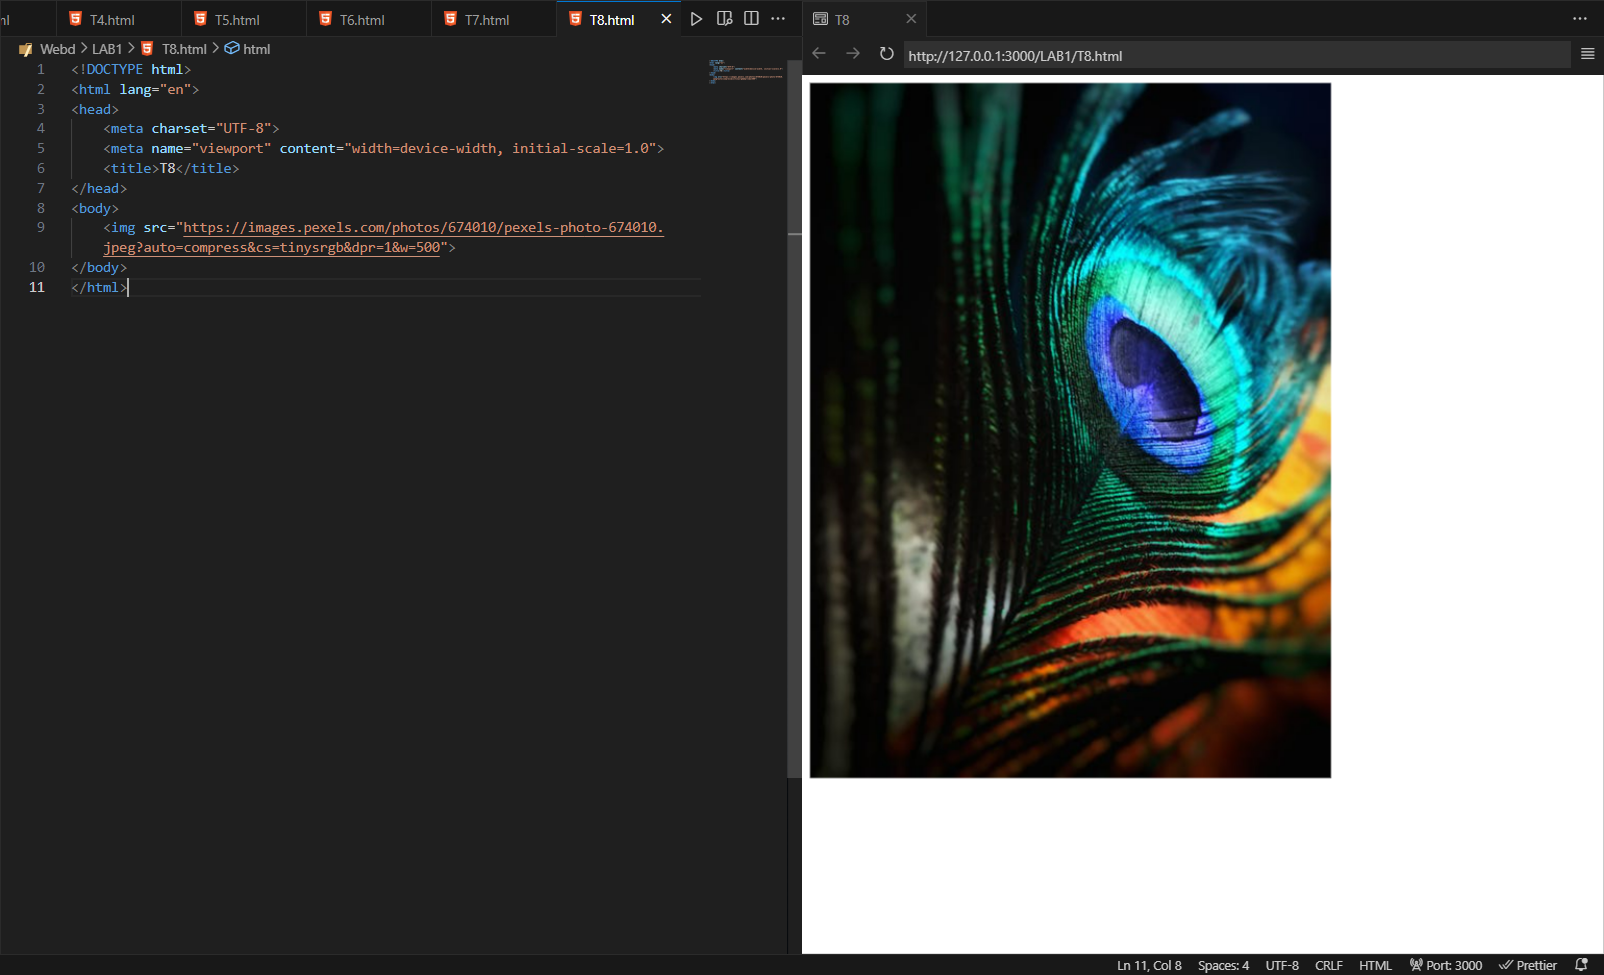 nl T4.html T5.html T6.html T7.html T8.html
Webd > LAB1 > T8.html > html
1 <!DOCTYPE html>
2 <html lang="en">
3 <head>
4 <meta charset="UTF-8">
5 <meta name="viewport" content="width=device-width, initial-scale=1.0">
6 <title>T8</title>
7 </head>
8 <body>
9 <img src="https://images.pexels.com/photos/674010/pexels-photo-674010.
jpeg?auto=compress&cs=tinysrgb&dpr=1&w=500">
10 </body>
11 </html>
T8
http://127.0.0.1:3000/LAB1/T8.html
Ln 11, Col 8 Spaces: 4 UTF-8 CRLF HTML Port: 3000 Prettier